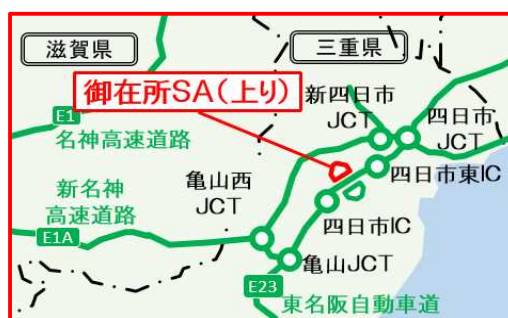 滋賀県
三重県
御在所SA(上り)
E1
名神高速道路
新四日市
JCT
四日市
JCT
四日市東IC
亀山西
JCT
新名神
高速道路
E1A
四日市IC
亀山JCT
E23
東名阪自動車道